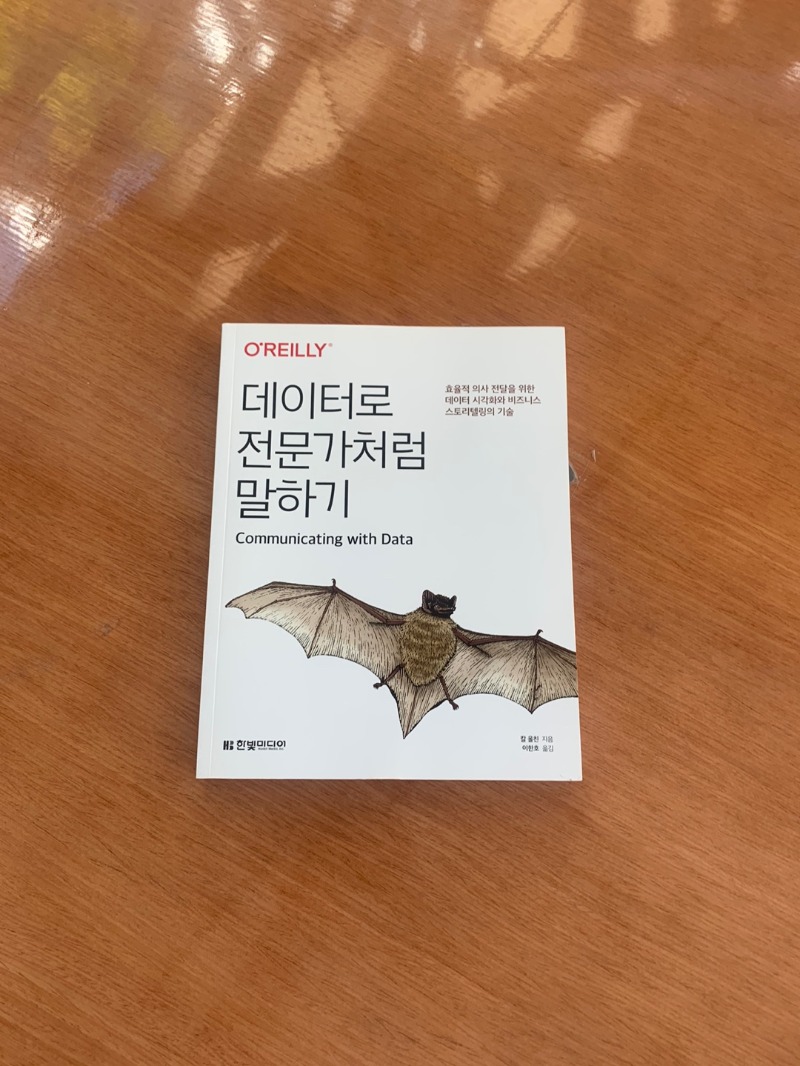 O'REILLY®
데이터로
전문가처럼
말하기
Communicating with Data
효율적 의사 전달을 위한
데이터 시각화와 비즈니스
스토리텔링의 기술
한빛미디어
칼 올친 지음
이한호 옮김